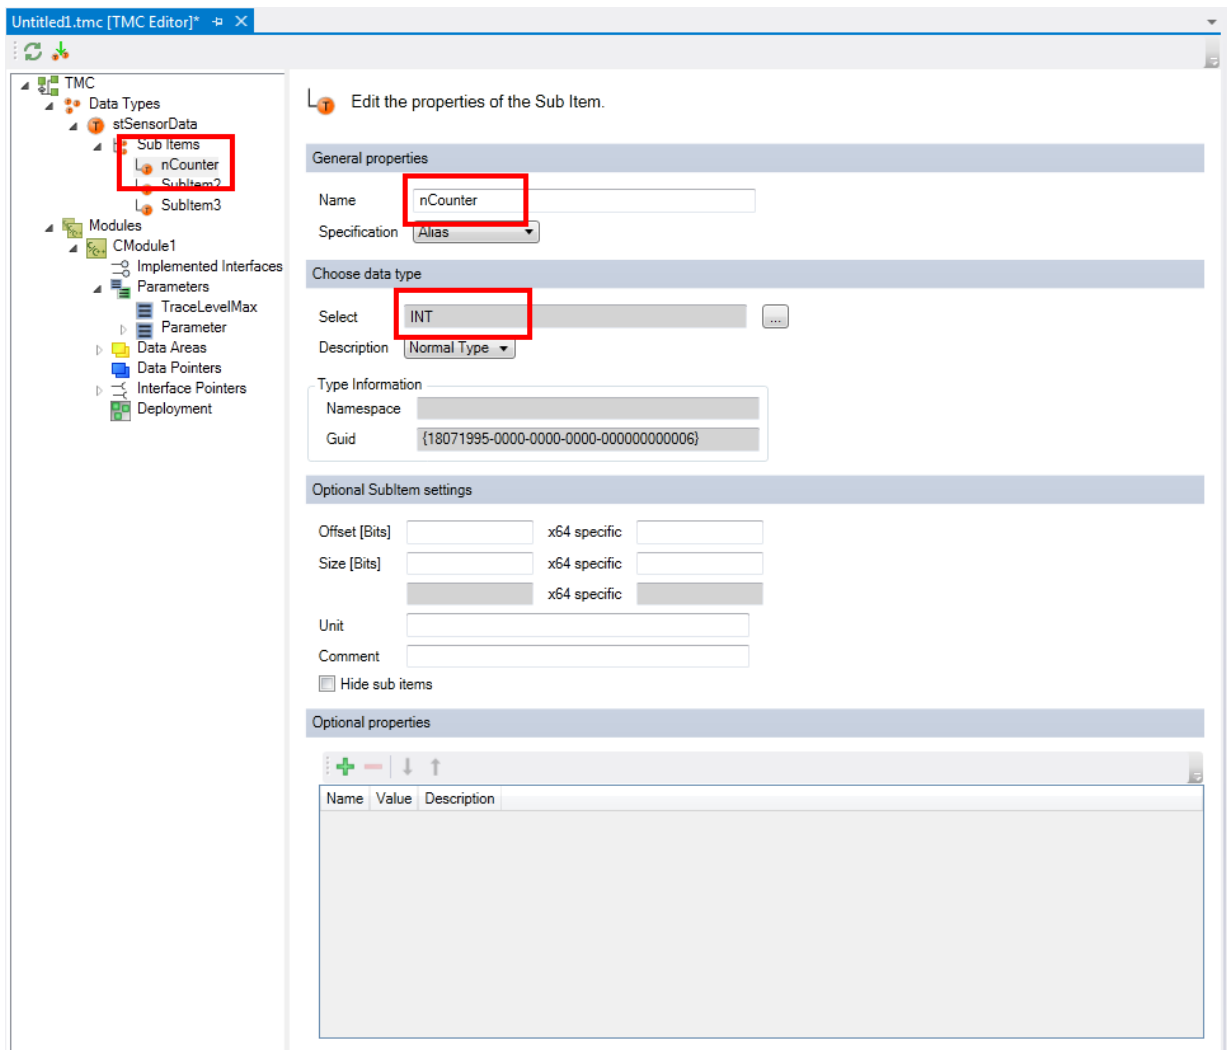 Untitled1.tmc [TMC Editor]*
TMC
Data Types
stSensorData
Sub Items
nCounter
SubItem2
SubItem3
Modules
CModule1
Implemented Interfaces
Parameters
TraceLevelMax
Parameter
Data Areas
Data Pointers
Interface Pointers
Deployment
Edit the properties of the Sub Item.
General properties
Name nCounter
Specification Alias
Choose data type
Select INT ...
Description Normal Type
Type Information
Namespace
Guid {18071995-0000-0000-0000-000000000006}
Optional SubItem settings
Offset [Bits] x64 specific
Size [Bits] x64 specific
x64 specific
Unit
Comment
Hide sub items
Optional properties
Name Value Description